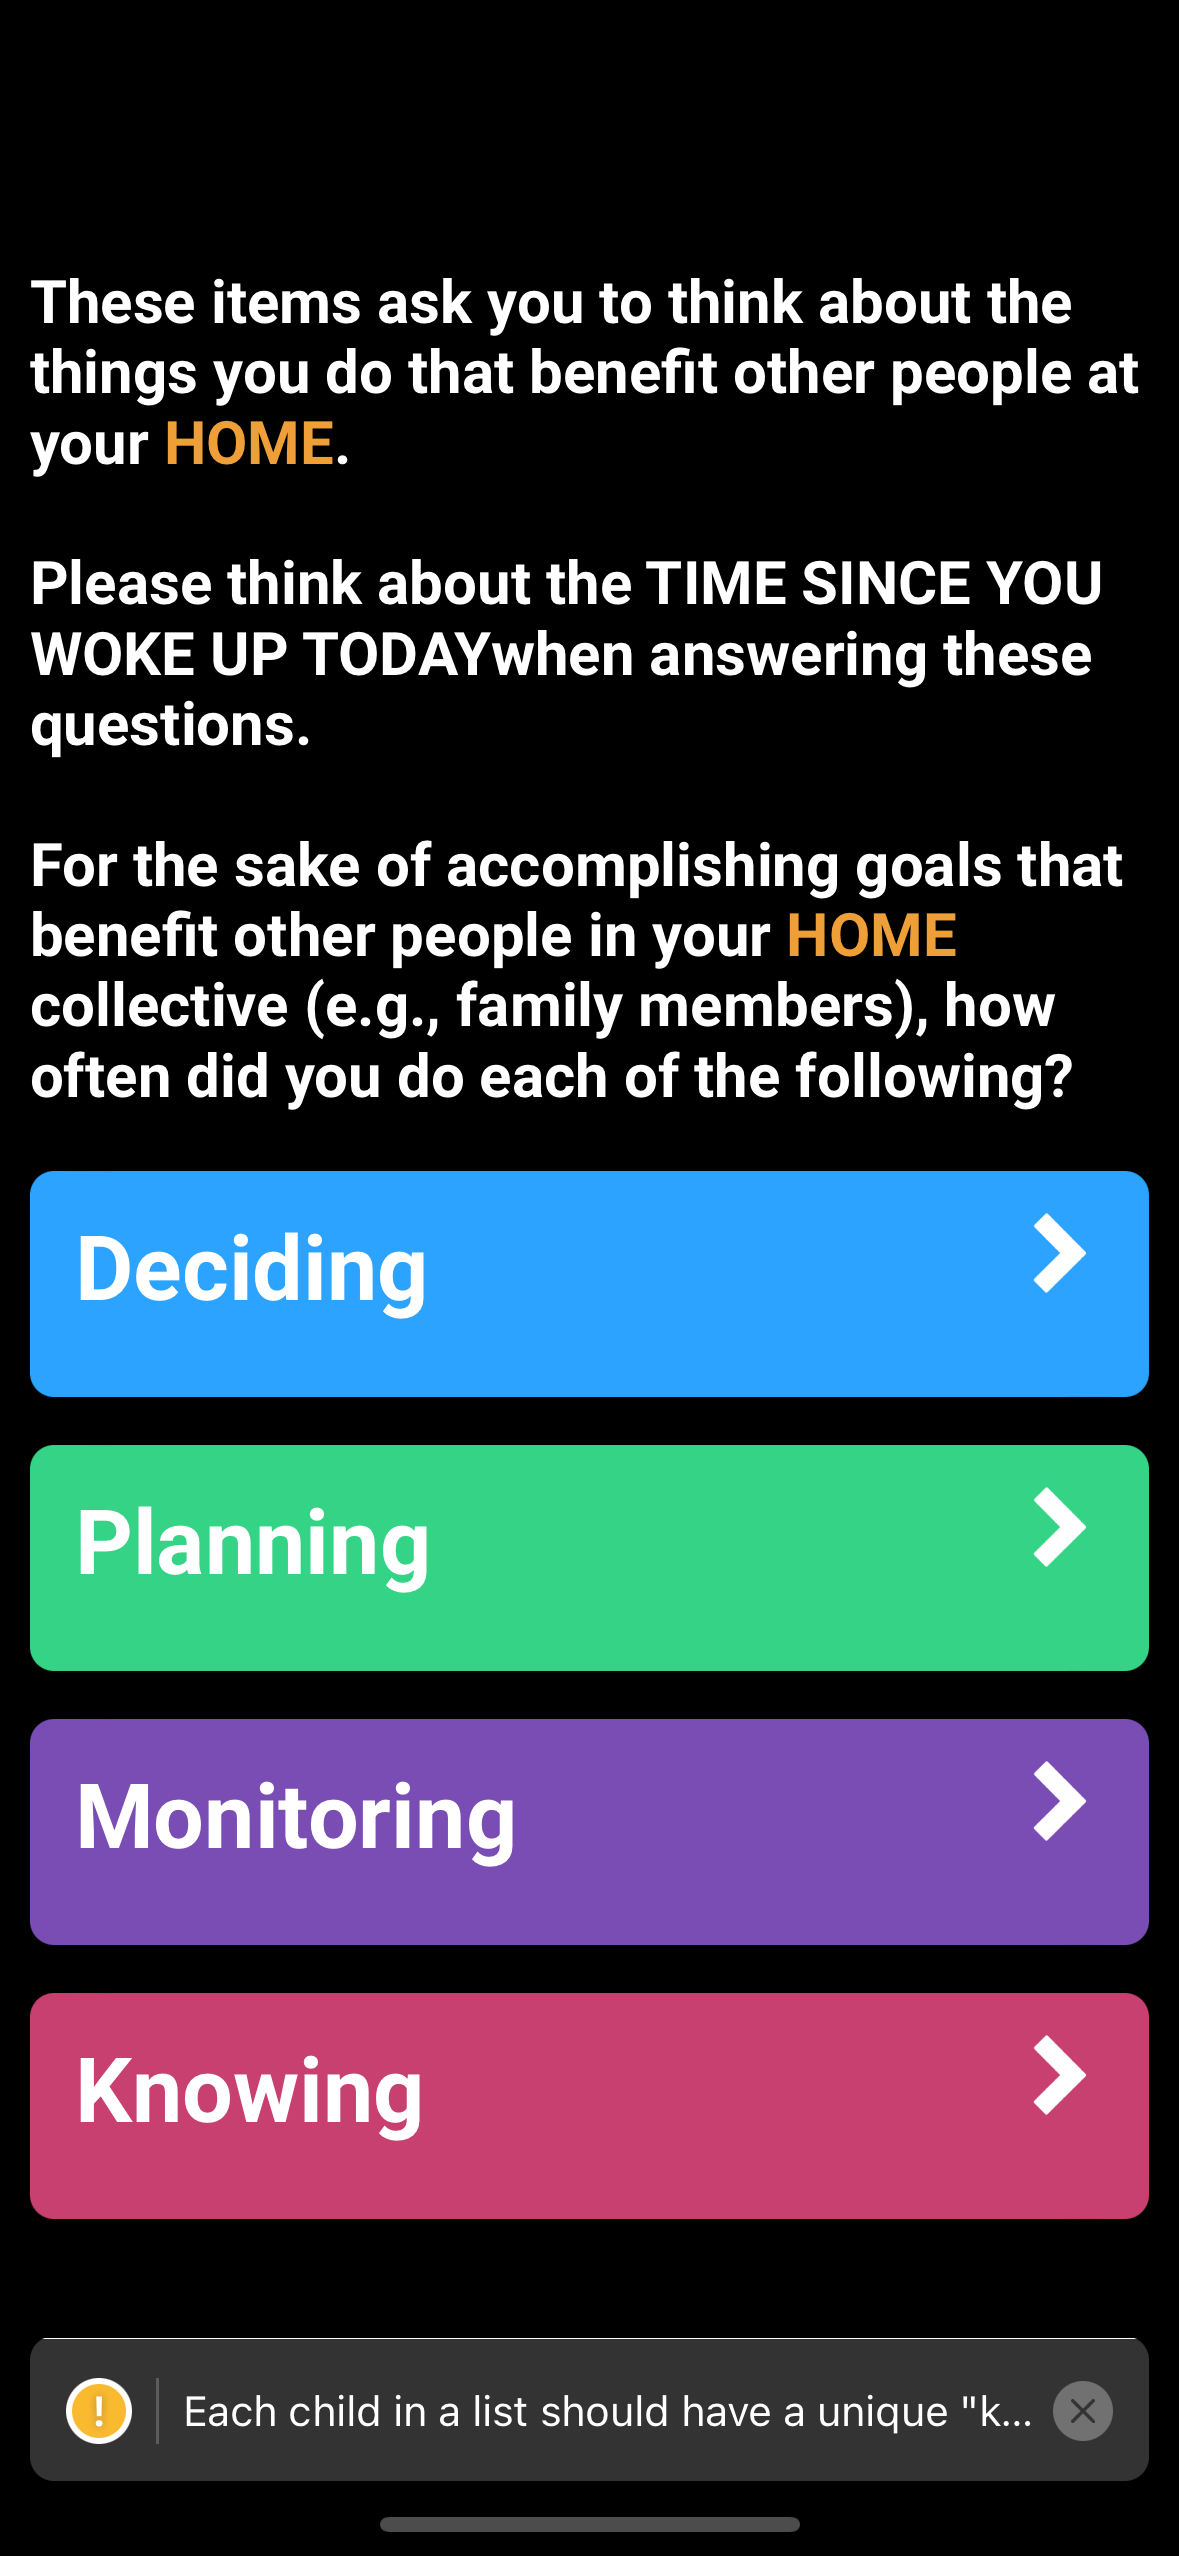 These items ask you to think about the
things you do that benefit other people at
your HOME.
Please think about the TIME SINCE YOU
WOKE UP TODAYwhen answering these
questions.
For the sake of accomplishing goals that
benefit other people in your HOME
collective (e.g., family members), how
often did you do each of the following?
Deciding
Planning
Monitoring
Knowing
! Each child in a list should have a unique "k...